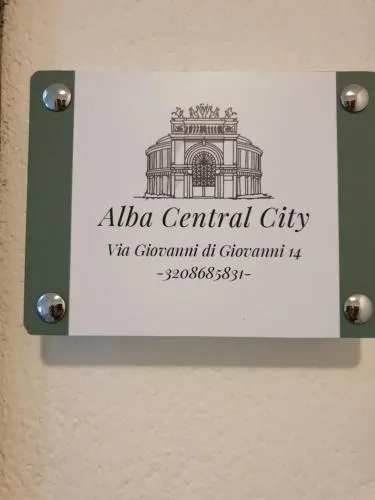 Alba Central City
Via Giovanni di Giovanni 14
-3208685831-